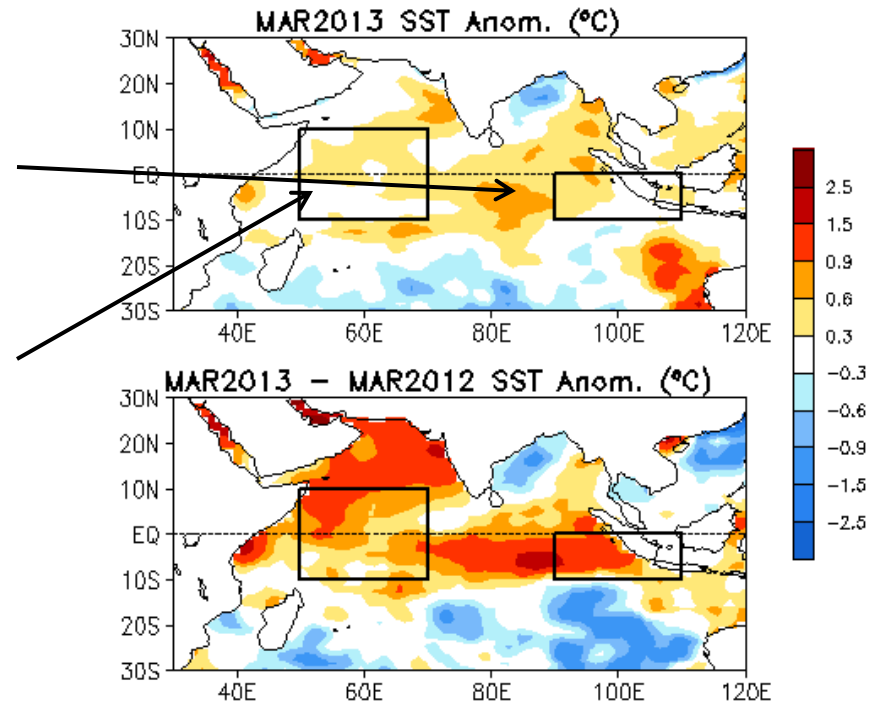 MAR2013 SST Anom. (ºC)
30N
20N
10N
EQ
10S
20S
30S
40E 60E 80E 100E 120E
MAR2013 – MAR2012 SST Anom. (ºC)
30N
20N
10N
EQ
10S
20S
30S
40E 60E 80E 100E 120E
2.5
1.5
0.9
0.6
0.3
−0.3
−0.6
−0.9
−1.5
−2.5